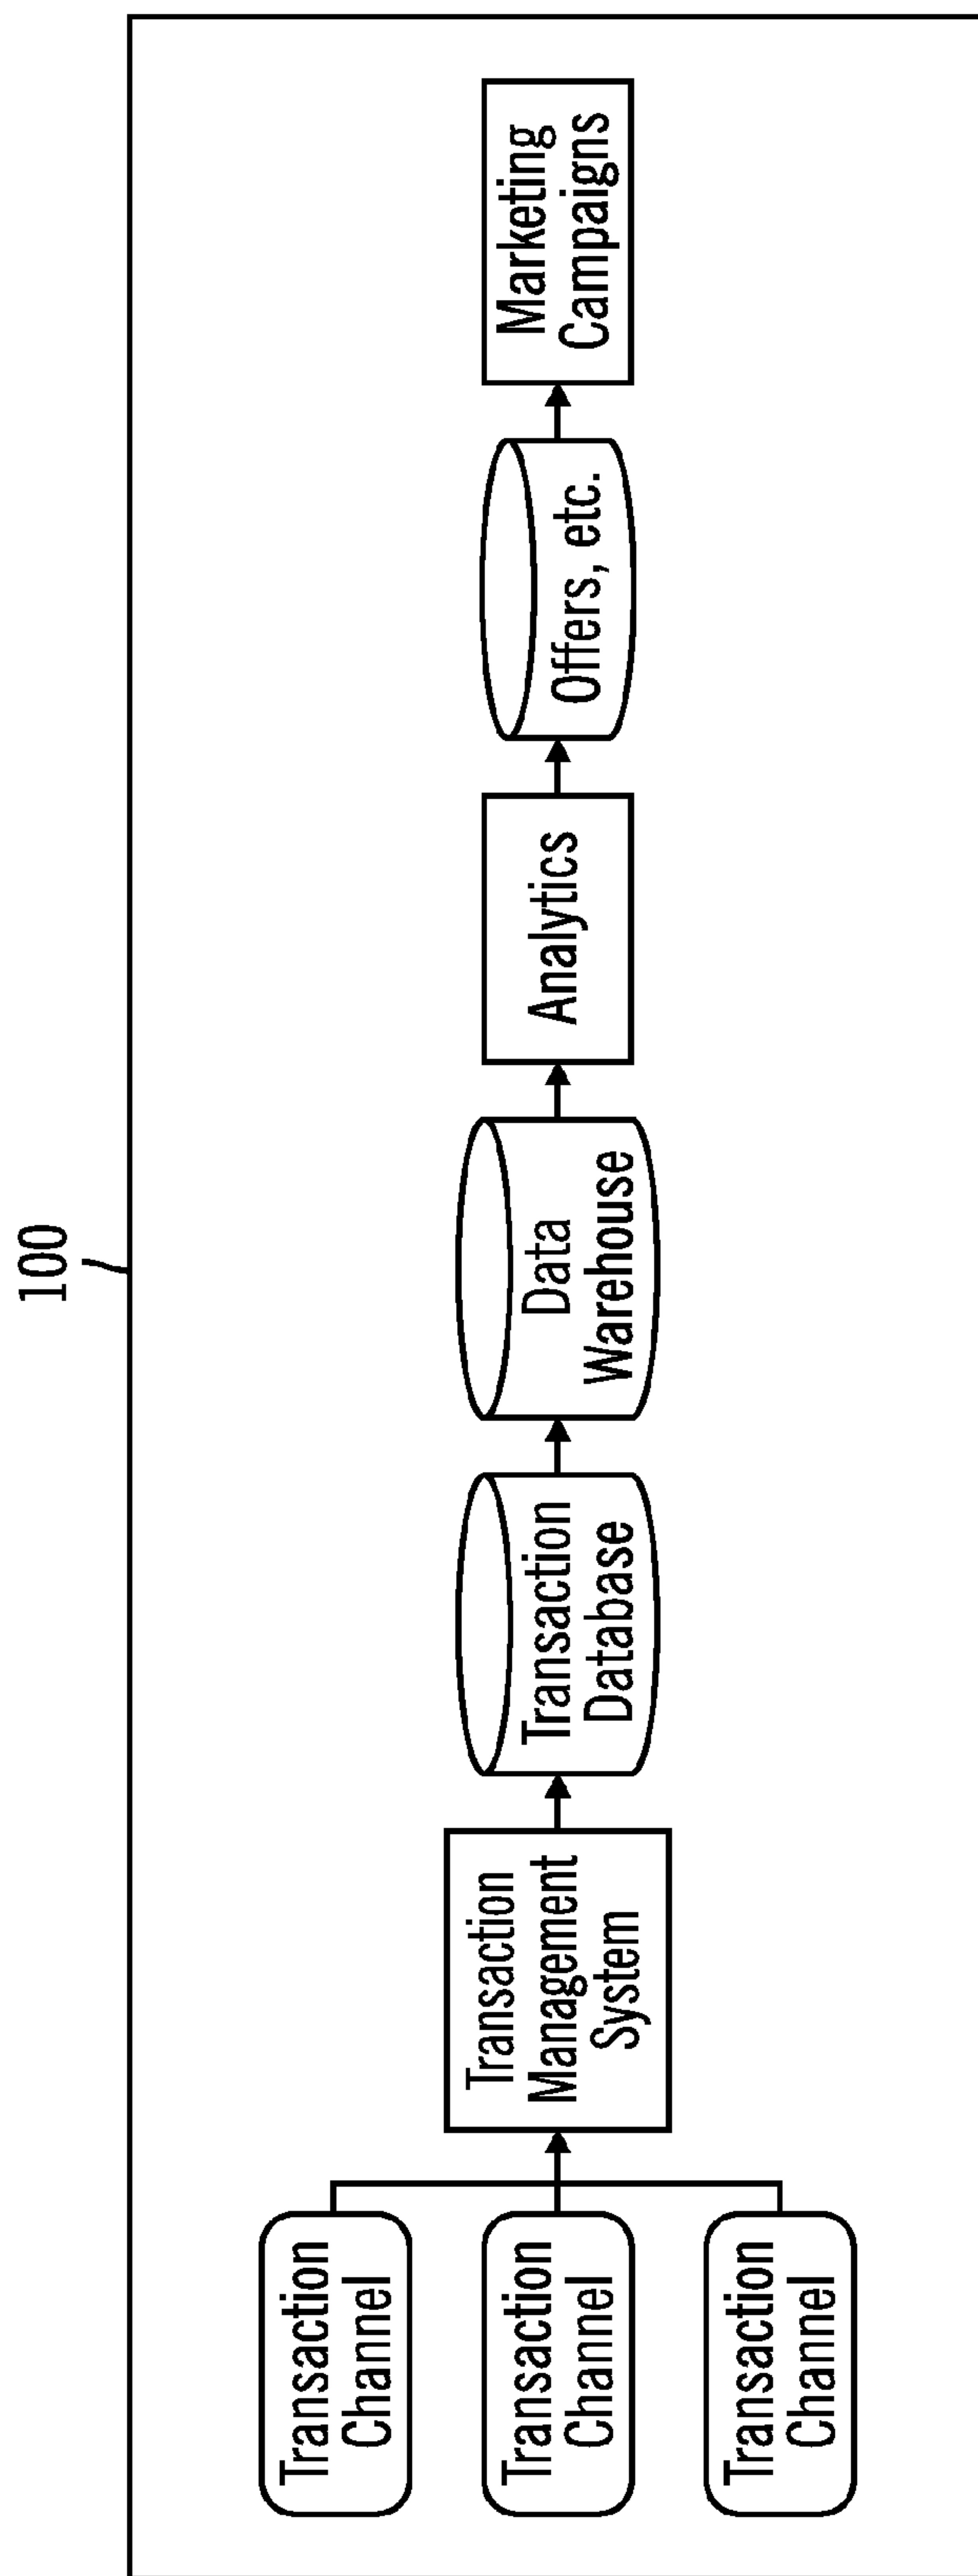 100
Transaction
Channel
Transaction
Channel
Transaction
Channel
Transaction
Management
System
Transaction
Database
Data
Warehouse
Analytics
Offers, etc.
Marketing
Campaigns